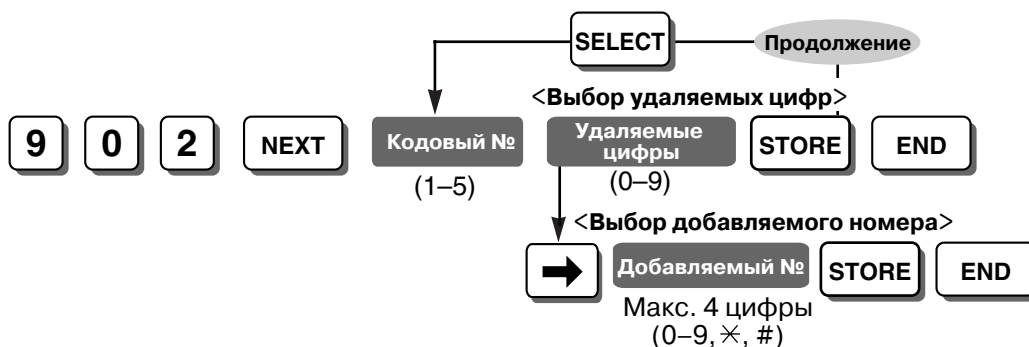 SELECT
Продолжение
<Выбор удаляемых цифр>
9 0 2 NEXT Кодовый № Удаляемые цифры STORE END
(1–5) (0–9)
<Выбор добавляемого номера>
➡ Добавляемый № STORE END
Макс. 4 цифры
(0–9, ✳, #)